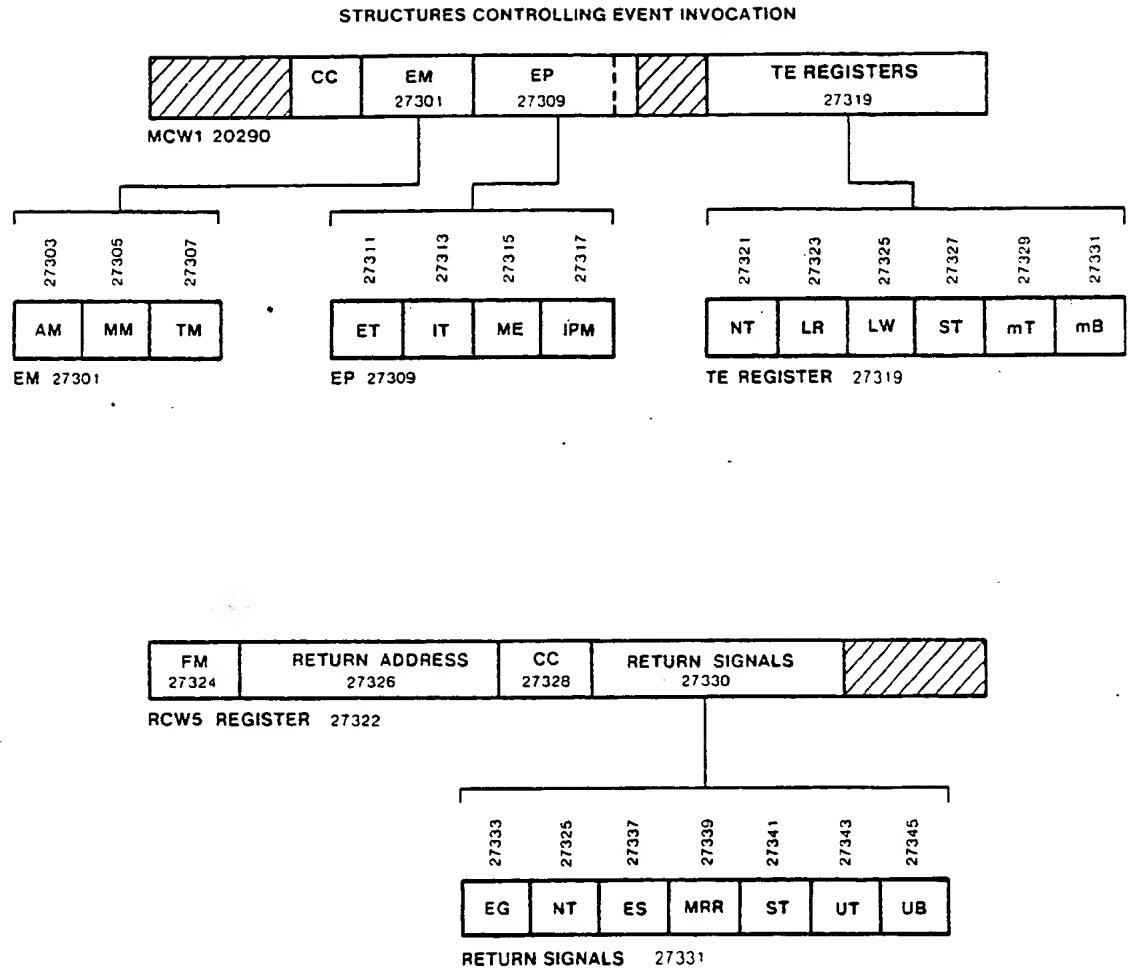 STRUCTURES CONTROLLING EVENT INVOCATION
CC EM EP TE REGISTERS
27301 27309 27319
MCW1 20290
27303 27305 27307 27311 27313 27315 27317 27321 27323 27325 27327 27329 27331
AM MM TM ET IT ME IPM NT LR LW ST mT mB
EM 27301 EP 27309 TE REGISTER 27319
FM RETURN ADDRESS CC RETURN SIGNALS
27324 27326 27328 27330
RCW5 REGISTER 27322
27333 27325 27337 27339 27341 27343 27345
EG NT ES MRR ST UT UB
RETURN SIGNALS 27331